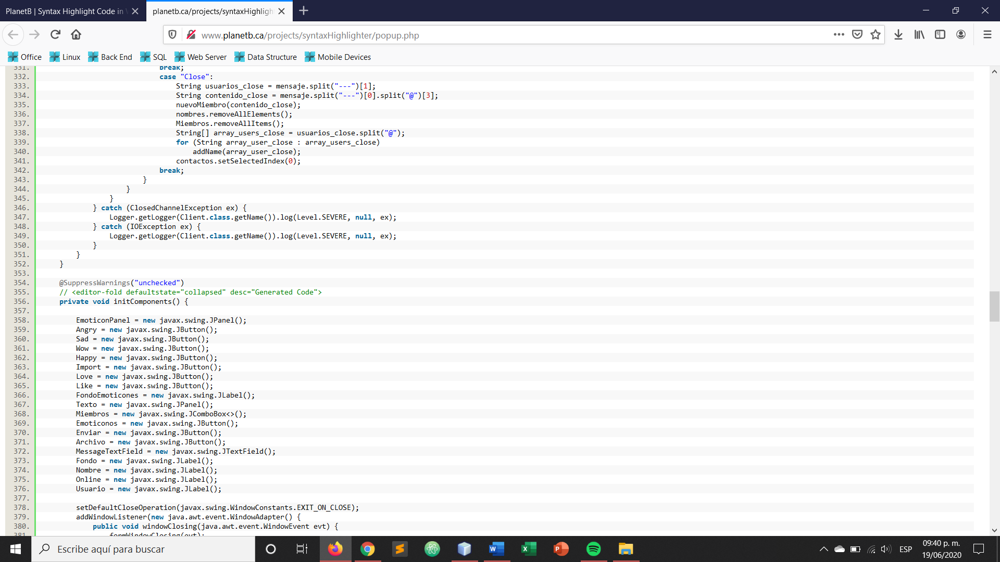 PlanetB | Syntax Highlight Code in
planetb.ca/projects/syntaxHighligh
www.planetb.ca/projects/syntaxHighlighter/popup.php
Office Linux Back End SQL Web Server Data Structure Mobile Devices
331. break;
332. case "Close":
333. String usuarios_close = mensaje.split("---")[1];
334. String contenido_close = mensaje.split("---")[0].split("@")[3];
335. nuevoMiembro(contenido_close);
336. nombres.removeAllElements();
337. Miembros.removeAllItems();
338. String[] array_users_close = usuarios_close.split("@");
339. for (String array_user_close : array_users_close)
340. addName(array_user_close);
341. contactos.setSelectedIndex(0);
342. break;
343. }
344. }
345. }
346. } catch (ClosedChannelException ex) {
347. Logger.getLogger(Client.class.getName()).log(Level.SEVERE, null, ex);
348. } catch (IOException ex) {
349. Logger.getLogger(Client.class.getName()).log(Level.SEVERE, null, ex);
350. }
351. }
352. }
353.
354. @SuppressWarnings("unchecked")
355. // <editor-fold defaultstate="collapsed" desc="Generated Code">
356. private void initComponents() {
357.
358. EmoticonPanel = new javax.swing.JPanel();
359. Angry = new javax.swing.JButton();
360. Sad = new javax.swing.JButton();
361. Wow = new javax.swing.JButton();
362. Happy = new javax.swing.JButton();
363. Import = new javax.swing.JButton();
364. Love = new javax.swing.JButton();
365. Like = new javax.swing.JButton();
366. FondoEmoticones = new javax.swing.JLabel();
367. Texto = new javax.swing.JPanel();
368. Miembros = new javax.swing.JComboBox<>();
369. Emoticonos = new javax.swing.JButton();
370. Enviar = new javax.swing.JButton();
371. Archivo = new javax.swing.JButton();
372. MessageTextField = new javax.swing.JTextField();
373. Fondo = new javax.swing.JLabel();
374. Nombre = new javax.swing.JLabel();
375. Online = new javax.swing.JLabel();
376. Usuario = new javax.swing.JLabel();
377.
378. setDefaultCloseOperation(javax.swing.WindowConstants.EXIT_ON_CLOSE);
379. addWindowListener(new java.awt.event.WindowAdapter() {
380. public void windowClosing(java.awt.event.WindowEvent evt) {
381. formWindowClosing(evt);
Escribe aquí para buscar
ESP
09:40 p. m.
19/06/2020